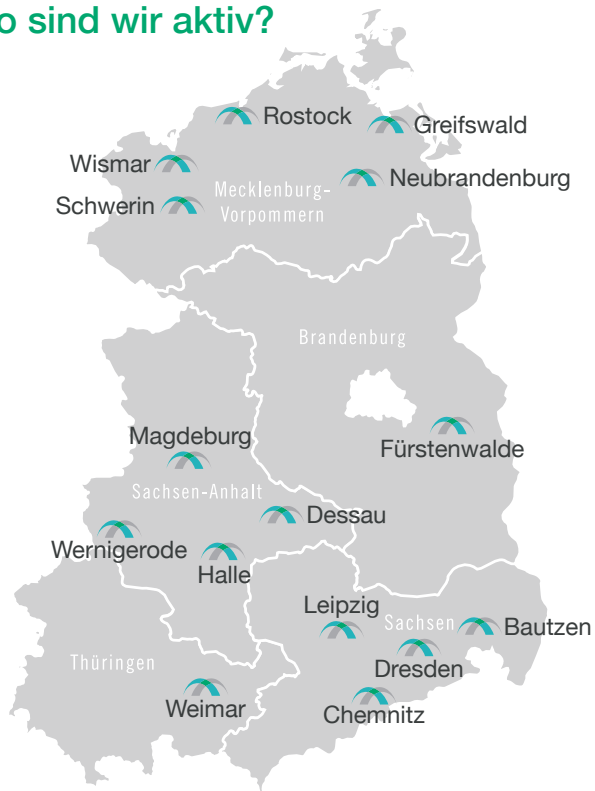 o sind wir aktiv?
Rostock
Greifswald
Wismar
Neubrandenburg
Mecklenburg-
Vorpommern
Schwerin
Brandenburg
Magdeburg
Fürstenwalde
Sachsen-Anhalt
Dessau
Wernigerode
Halle
Leipzig
Sachsen
Bautzen
Thüringen
Dresden
Weimar
Chemnitz